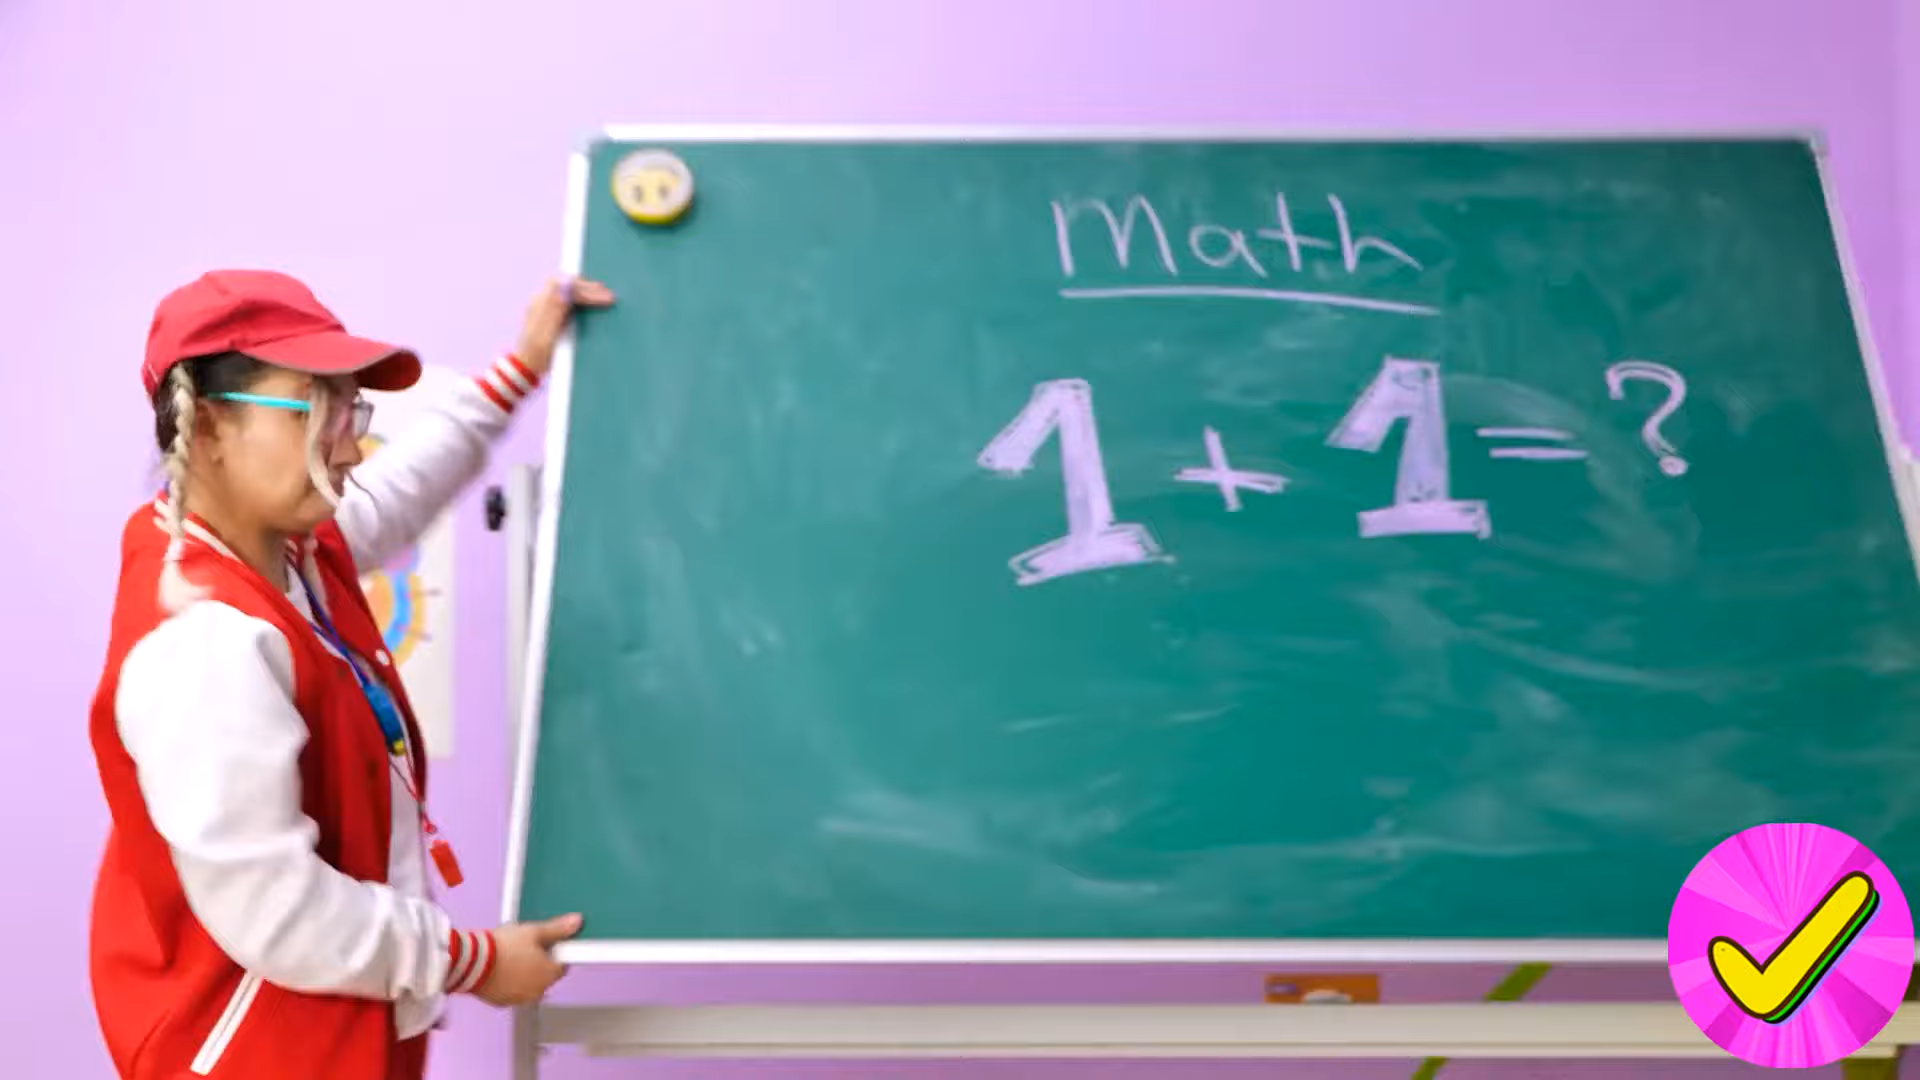 Math
1 + 1 = ?